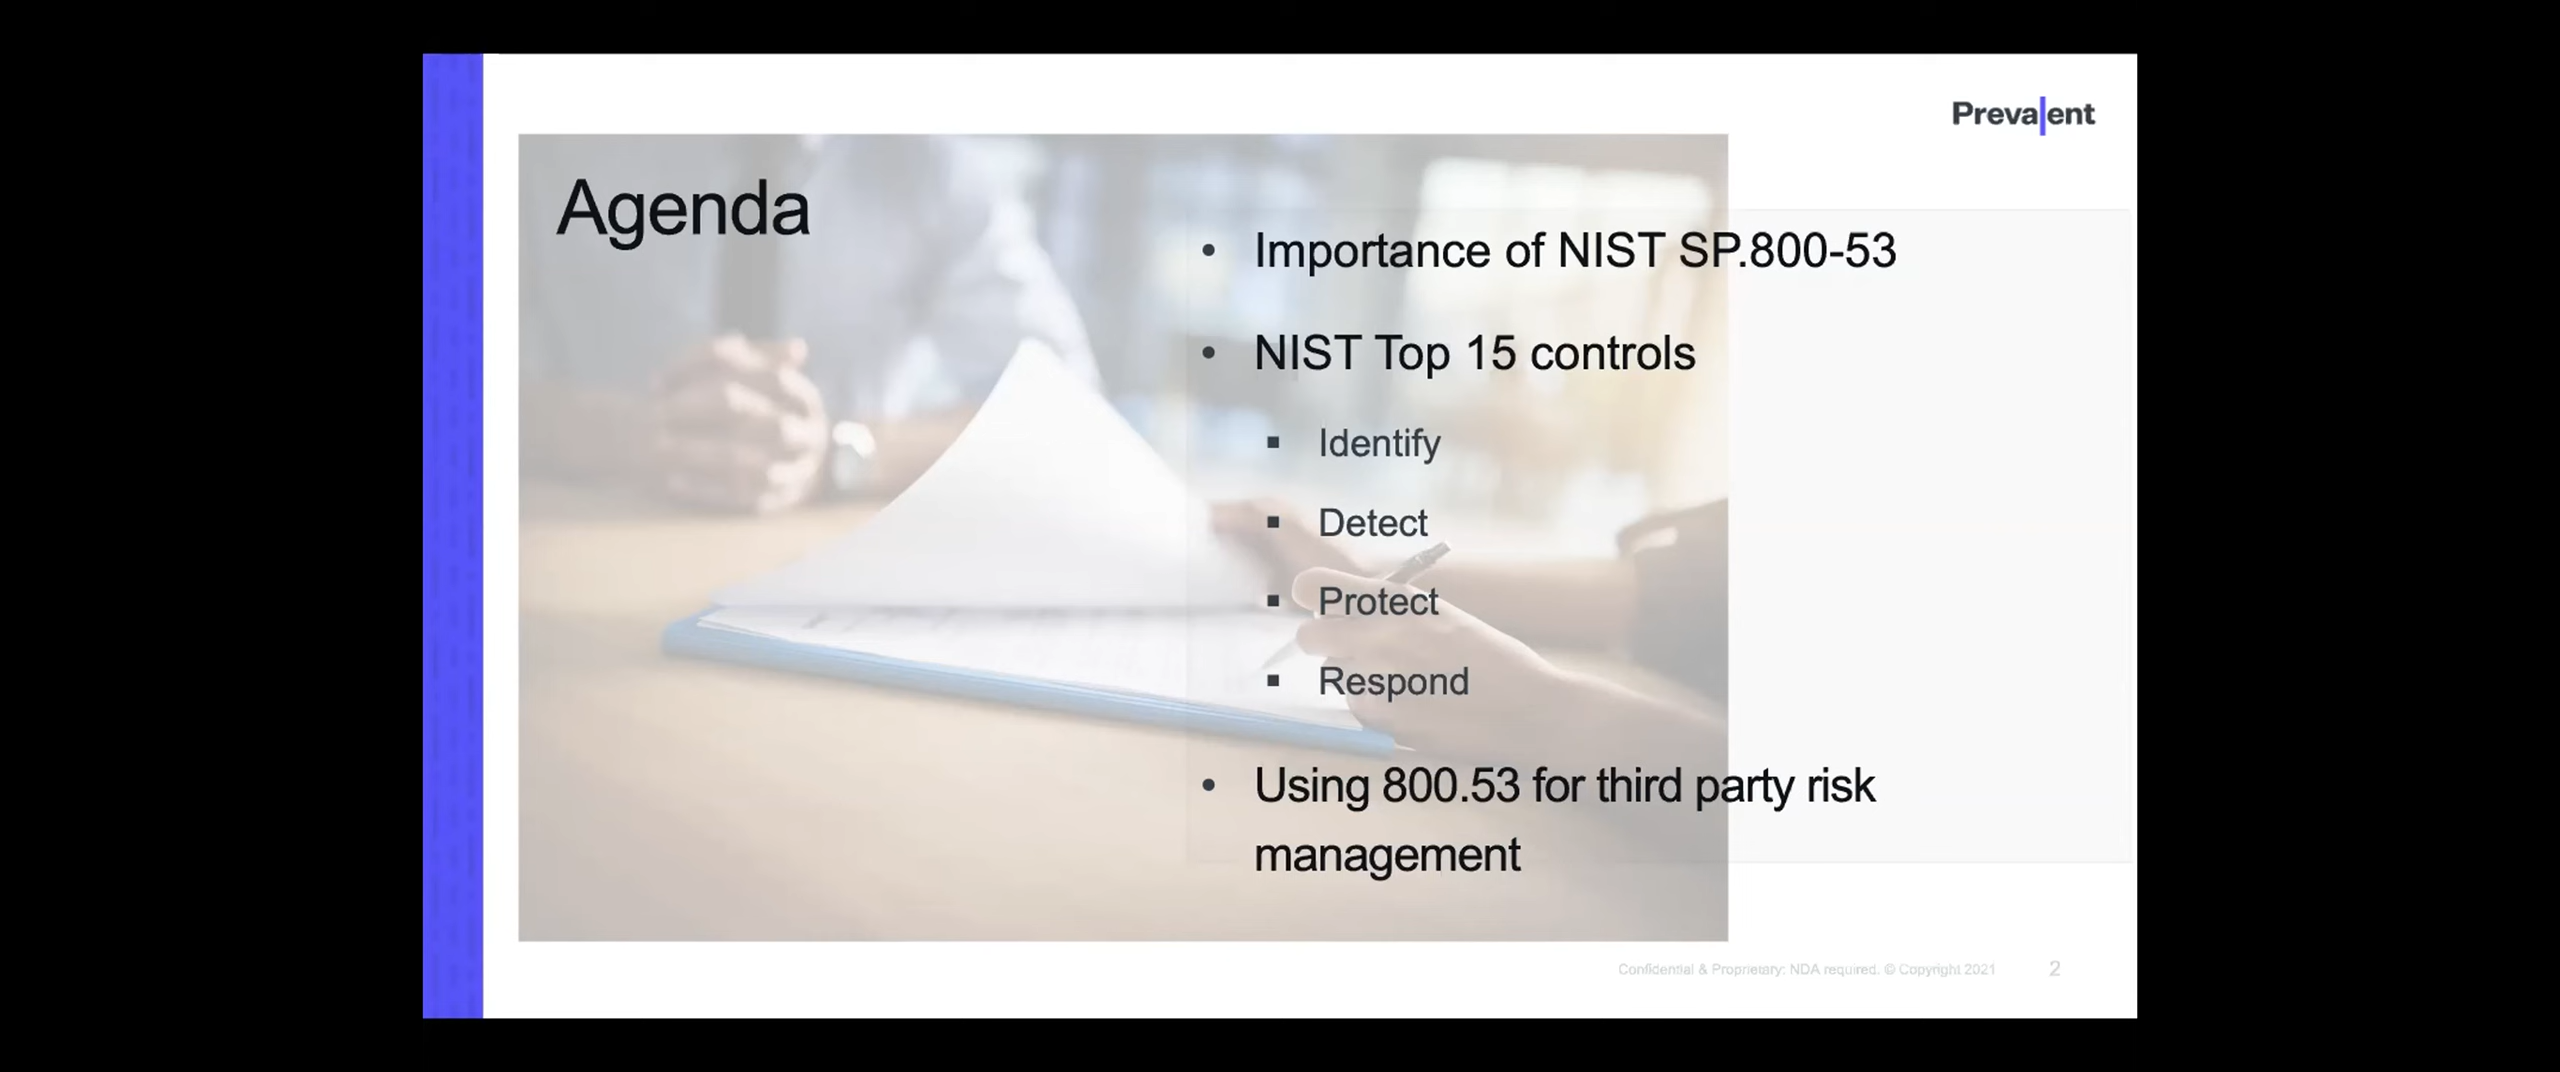 Prevalent
Agenda
• Importance of NIST SP.800-53
• NIST Top 15 controls
▪ Identify
▪ Detect
▪ Protect
▪ Respond
• Using 800.53 for third party risk
management
Confidential & Proprietary: NDA required. © Copyright 2021
2